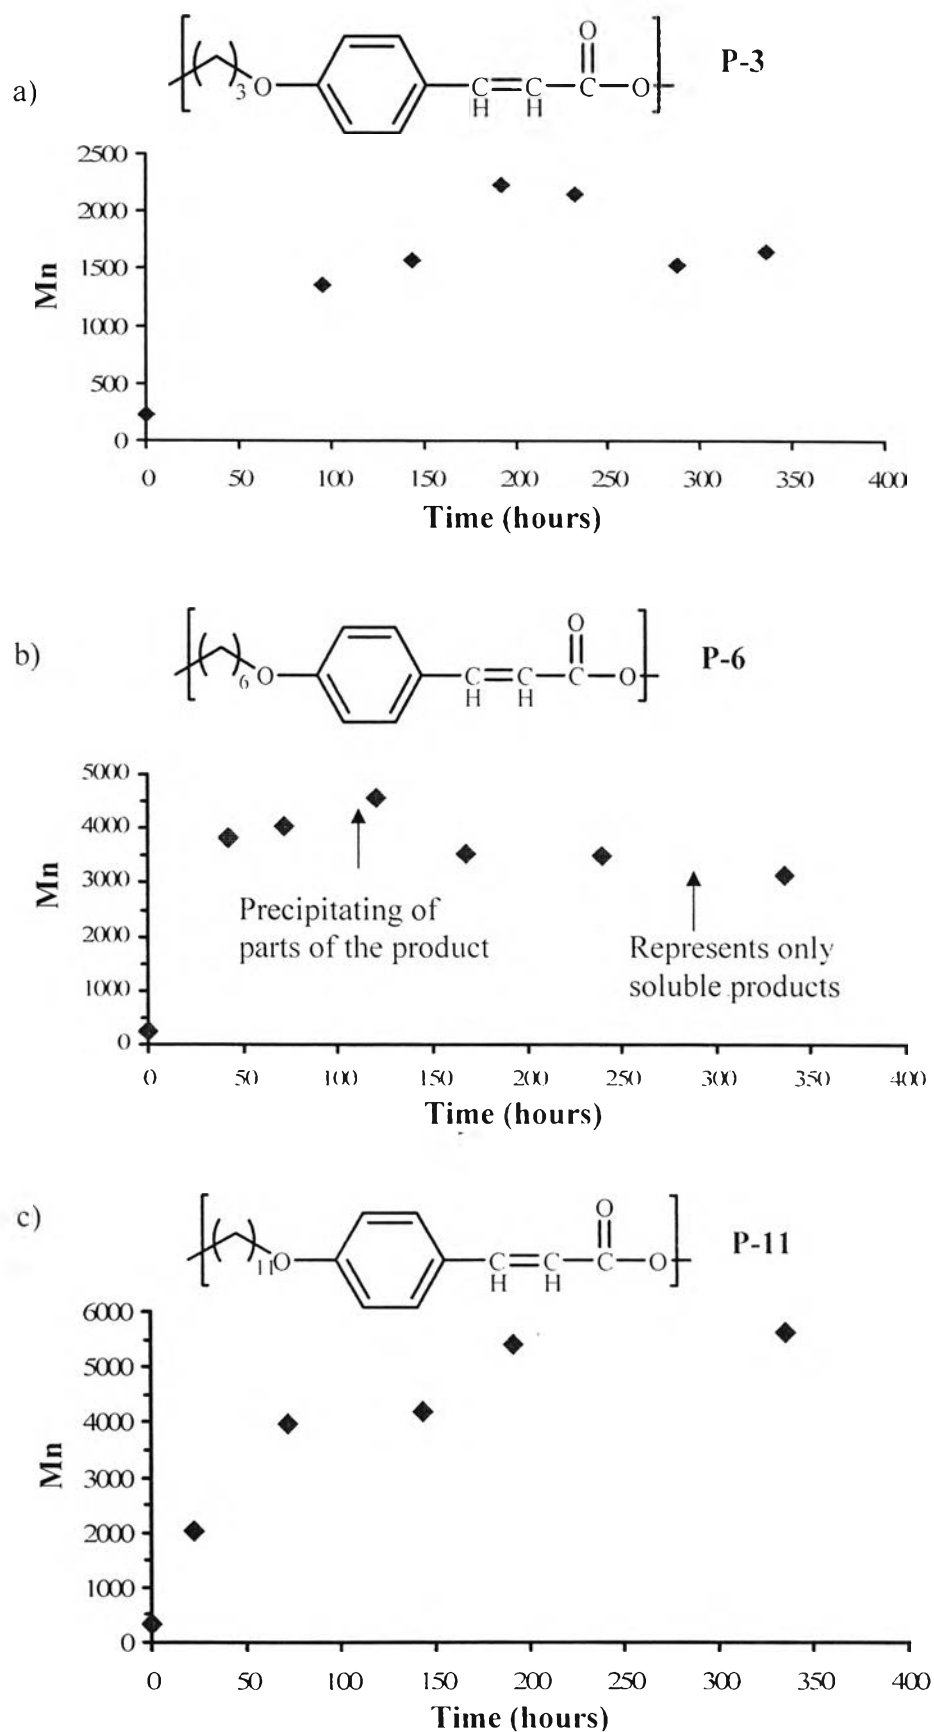 a)
P-3
O
( )3 O C=C C O
H H
2500
2000
1500
1000
500
0
Mn
0 50 100 150 200 250 300 350 400
Time (hours)
b)
P-6
O
( )6 O C=C C O
H H
5000
4000
3000
2000
1000
0
Mn
Precipitating of
parts of the product
Represents only
soluble products
0 50 100 150 200 250 300 350 400
Time (hours)
c)
P-11
O
( )11 O C=C C O
H H
6000
5000
4000
3000
2000
1000
0
Mn
0 50 100 150 200 250 300 350 400
Time (hours)